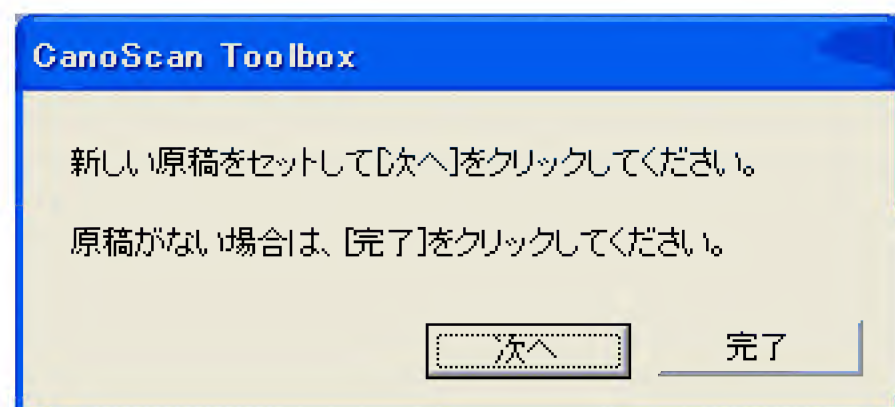 CanoScan Toolbox
新しい原稿をセットして[次へ]をクリックしてください。
原稿がない場合は、[完了]をクリックしてください。
次へ
完了